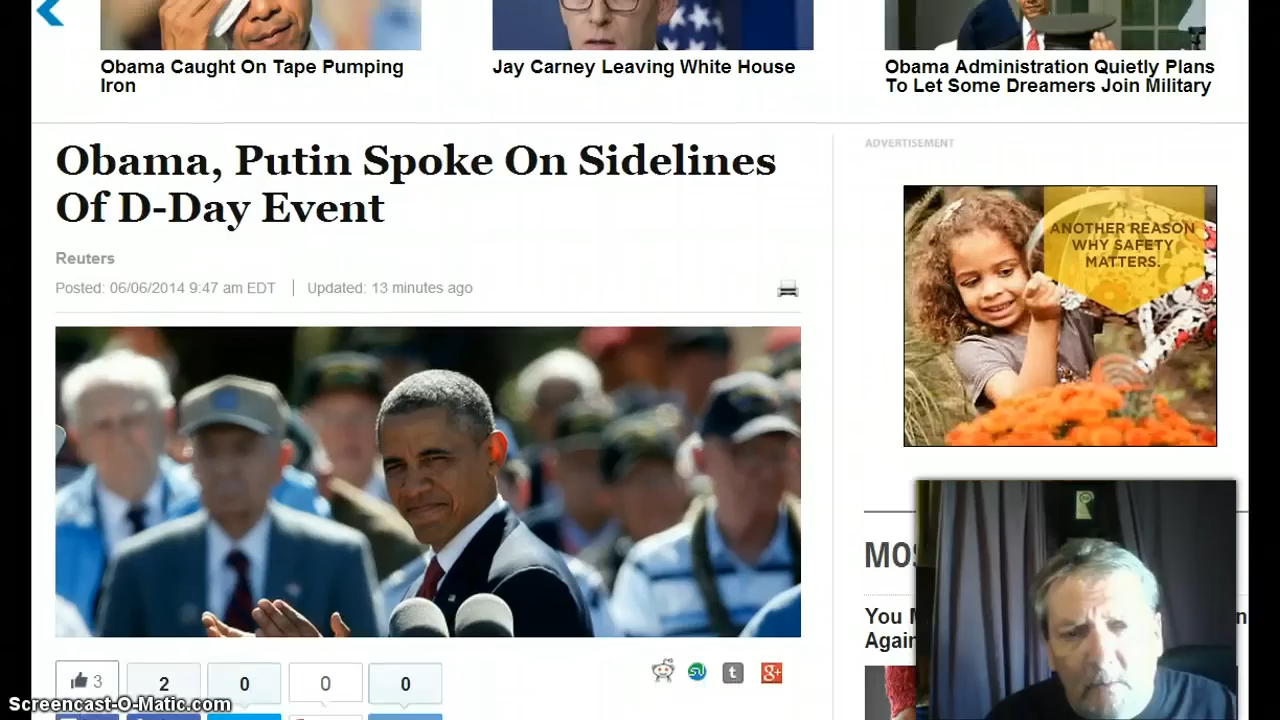 Obama Caught On Tape Pumping
Iron
Jay Carney Leaving White House
Obama Administration Quietly Plans
To Let Some Dreamers Join Military
Obama, Putin Spoke On Sidelines
Of D-Day Event
Reuters
Posted: 06/06/2014 9:47 am EDT | Updated: 13 minutes ago
ADVERTISEMENT
ANOTHER REASON
WHY SAFETY
MATTERS.
You
Again
3
2
0
0
0
t
g+
Screencast-O-Matic.com